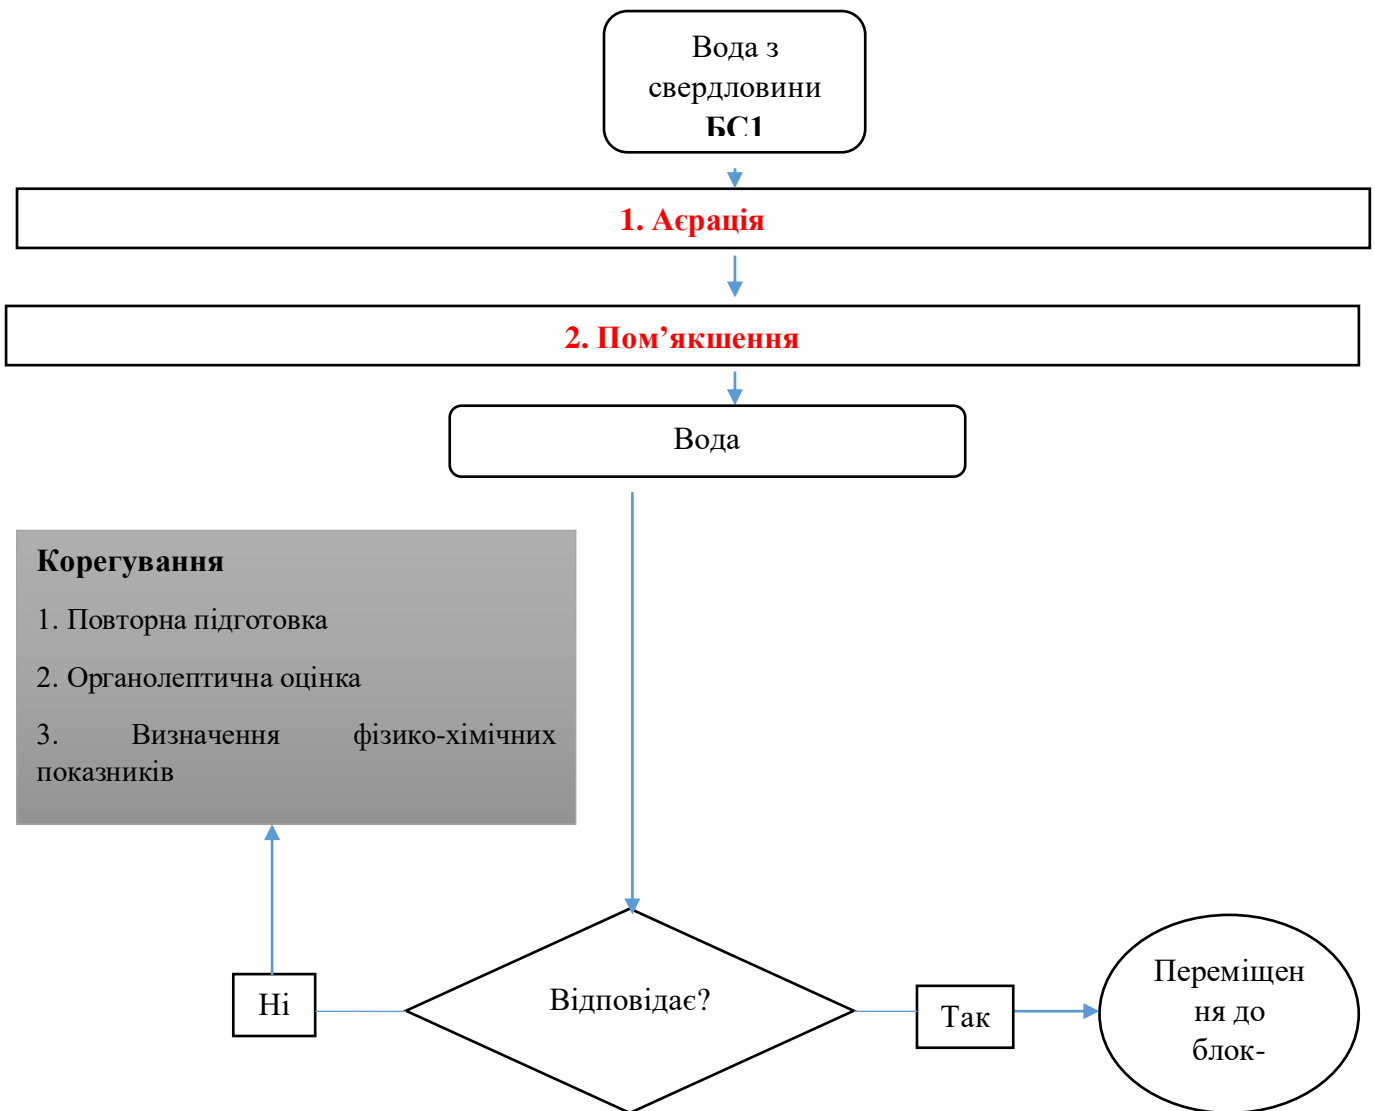 Вода з
свердловини
БС1
1. Аєрація
2. Пом’якшення
Вода
Корегування
1. Повторна підготовка
2. Органолептична оцінка
3. Визначення фізико-хімічних
показників
Відповідає?
Ні
Так
Переміщен
ня до
блок-